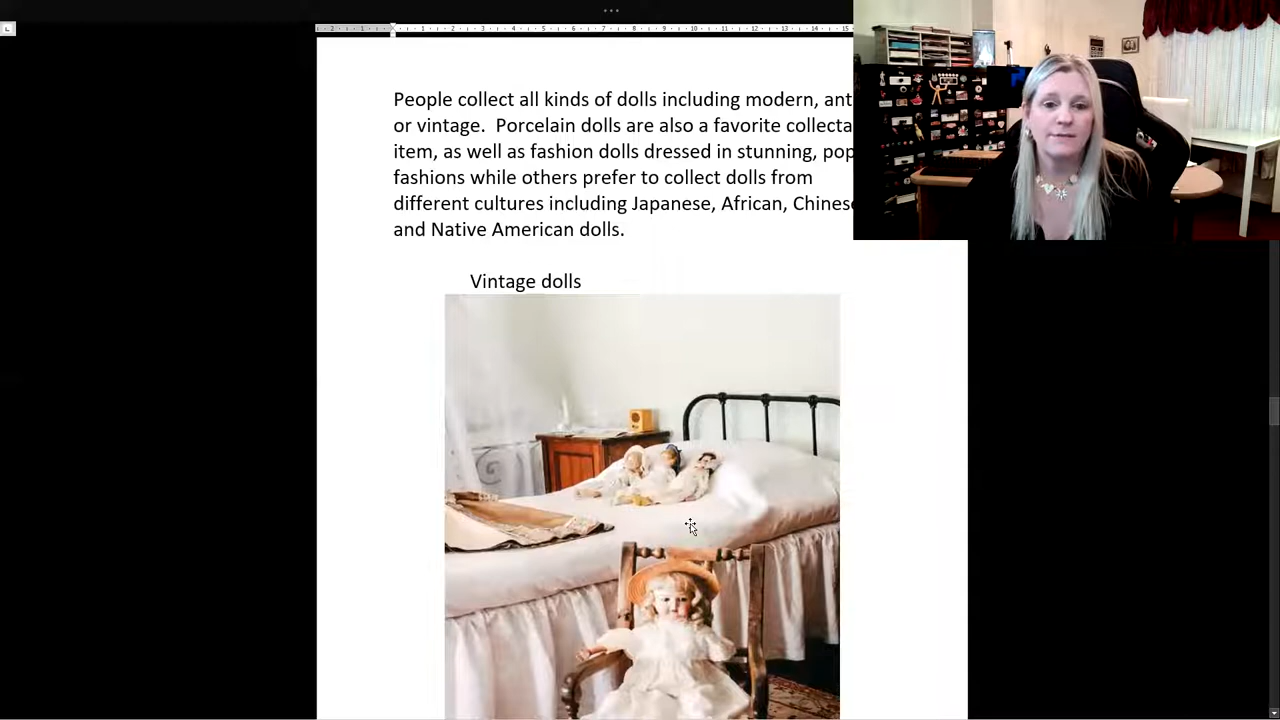 People collect all kinds of dolls including modern, ant
or vintage.  Porcelain dolls are also a favorite collecta
item, as well as fashion dolls dressed in stunning, pop
fashions while others prefer to collect dolls from
different cultures including Japanese, African, Chinese
and Native American dolls.
Vintage dolls